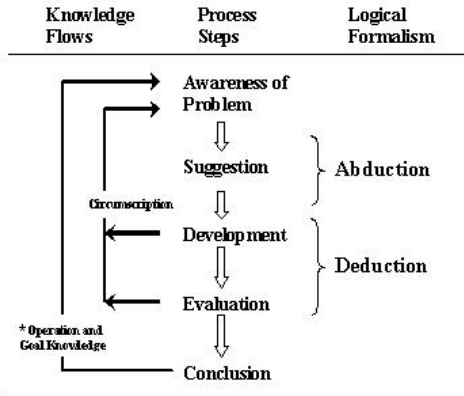 Knowledge Process Logical
Flows Steps Formalism
Awareness of
Problem
Suggestion
Abduction
Circumscription
Development
Deduction
Evaluation
* Operation and
Goal Knowledge
Conclusion